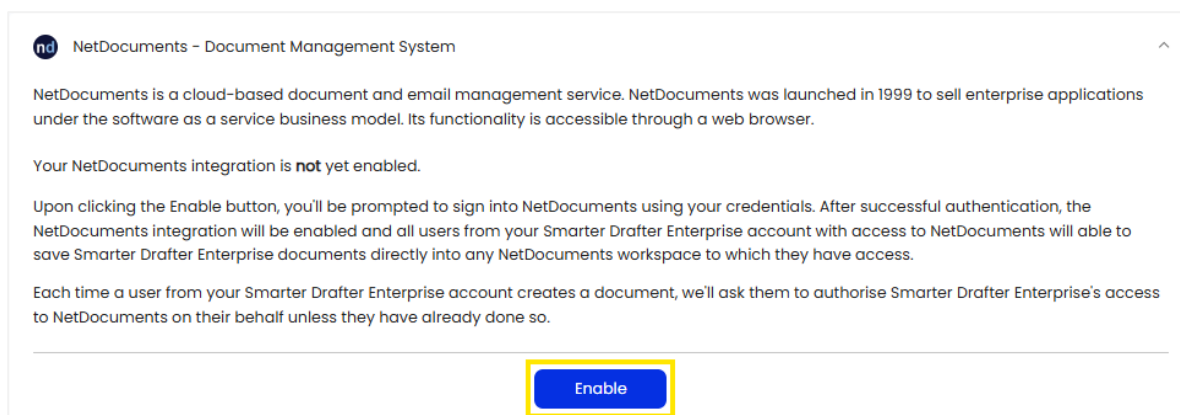 nd NetDocuments - Document Management System
NetDocuments is a cloud-based document and email management service. NetDocuments was launched in 1999 to sell enterprise applications
under the software as a service business model. Its functionality is accessible through a web browser.
Your NetDocuments integration is not yet enabled.
Upon clicking the Enable button, you'll be prompted to sign into NetDocuments using your credentials. After successful authentication, the
NetDocuments integration will be enabled and all users from your Smarter Drafter Enterprise account with access to NetDocuments will able to
save Smarter Drafter Enterprise documents directly into any NetDocuments workspace to which they have access.
Each time a user from your Smarter Drafter Enterprise account creates a document, we'll ask them to authorise Smarter Drafter Enterprise's access
to NetDocuments on their behalf unless they have already done so.
Enable